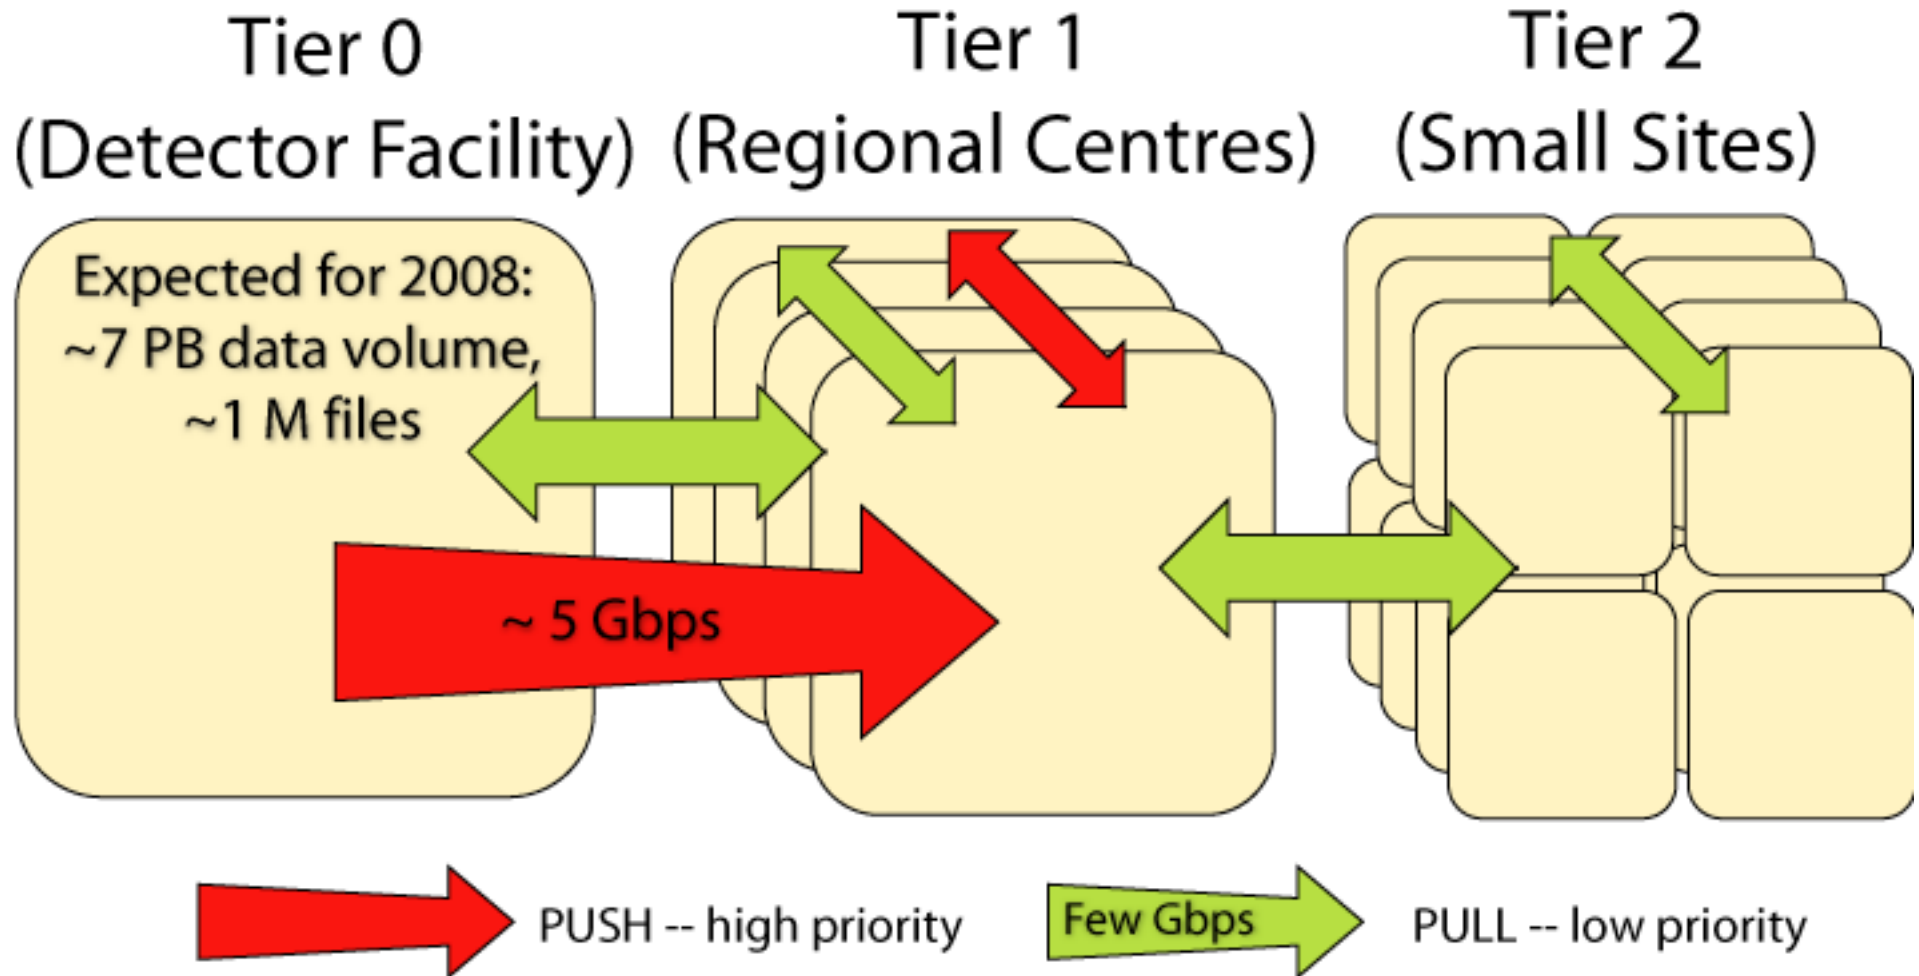 Tier 0
(Detector Facility)
Tier 1
(Regional Centres)
Tier 2
(Small Sites)
Expected for 2008:
~7 PB data volume,
~1 M files
~ 5 Gbps
PUSH -- high priority
Few Gbps
PULL -- low priority